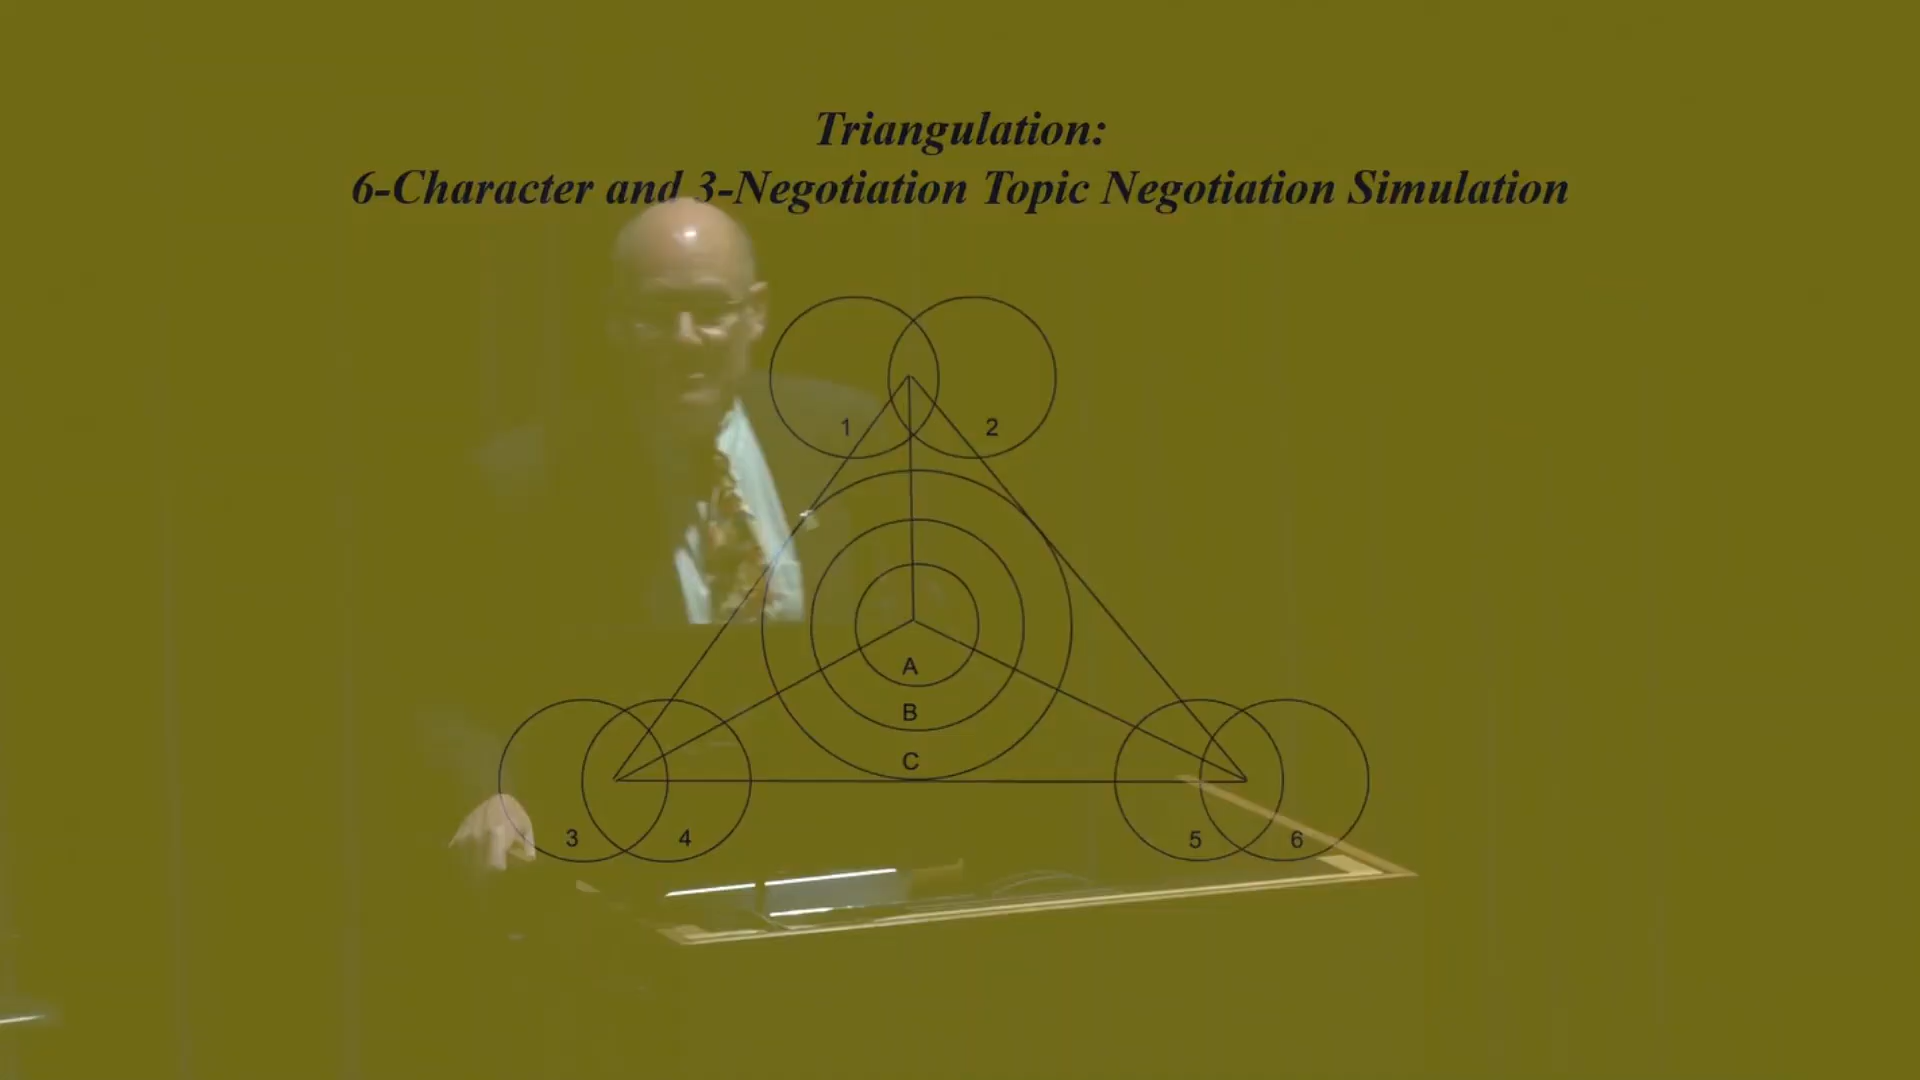 Triangulation:
6-Character and 3-Negotiation Topic Negotiation Simulation
1
2
A
B
C
3
4
5
6